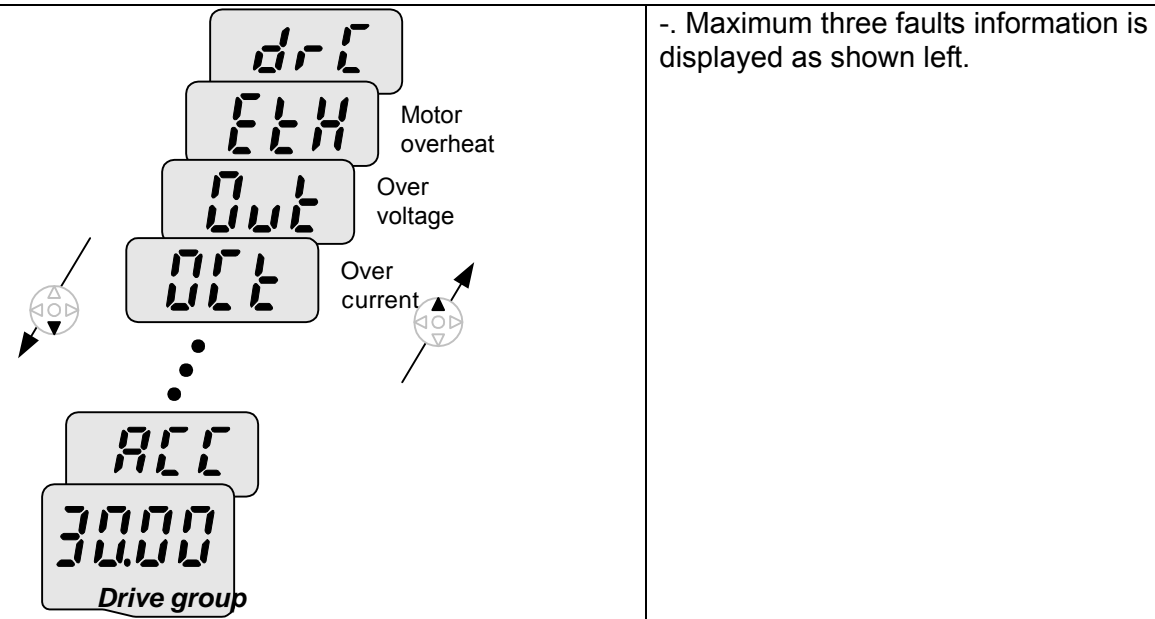 drC
EtH
Motor
overheat
Out
Over
voltage
OCt
Over
current
ACC
30.00
Drive group
-. Maximum three faults information is
displayed as shown left.